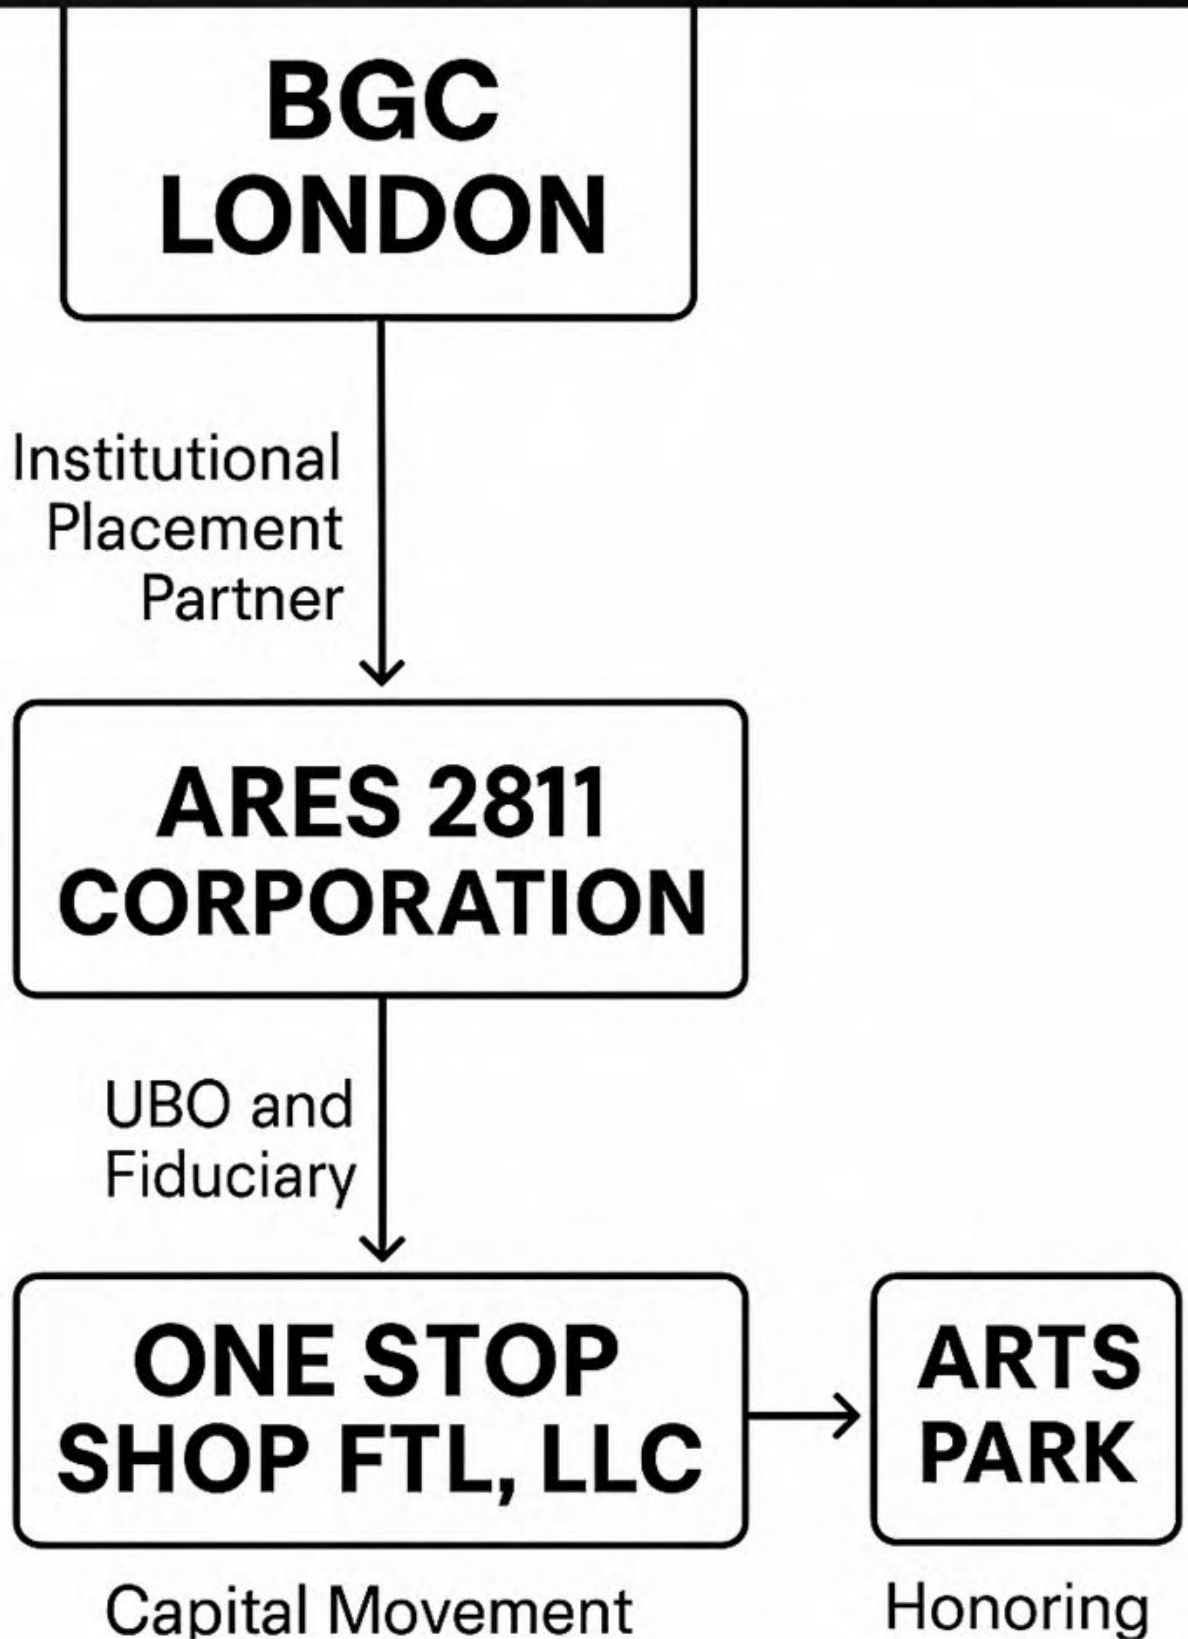 BGC
LONDON
Institutional
Placement
Partner
ARES 2811
CORPORATION
UBO and
Fiduciary
ONE STOP
SHOP FTL, LLC
ARTS
PARK
Capital Movement
Honoring